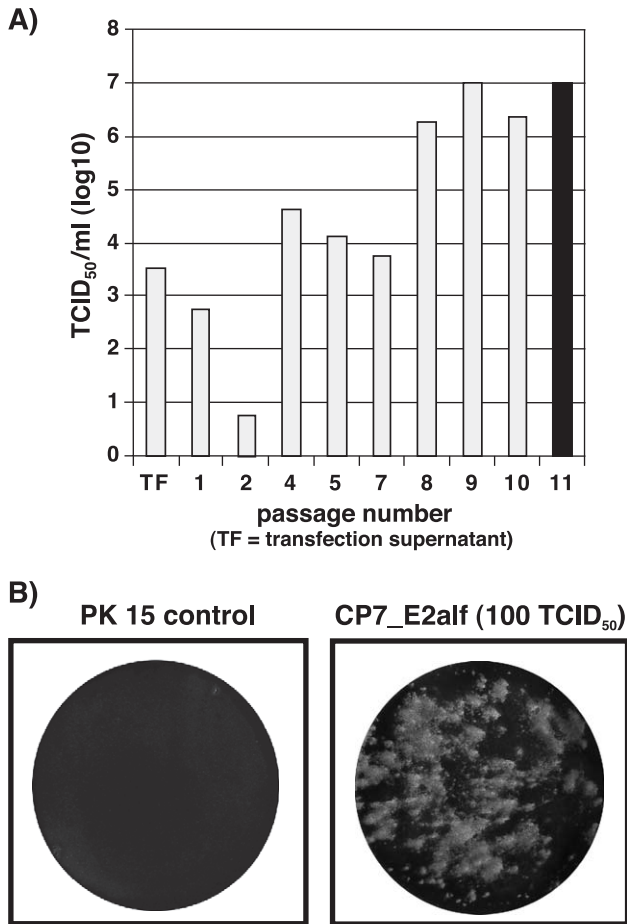 A)
8
7
6
5
4
3
2
1
0
TCID₅₀/ml (log10)
TF 1 2 4 5 7 8 9 10 11
passage number
(TF = transfection supernatant)
B)
PK 15 control
CP7_E2alf (100 TCID₅₀)